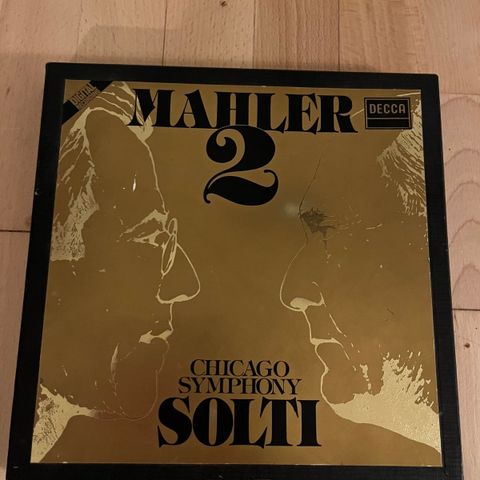 DIGITAL
MAHLER
DECCA
2
CHICAGO
SYMPHONY
SOLTI